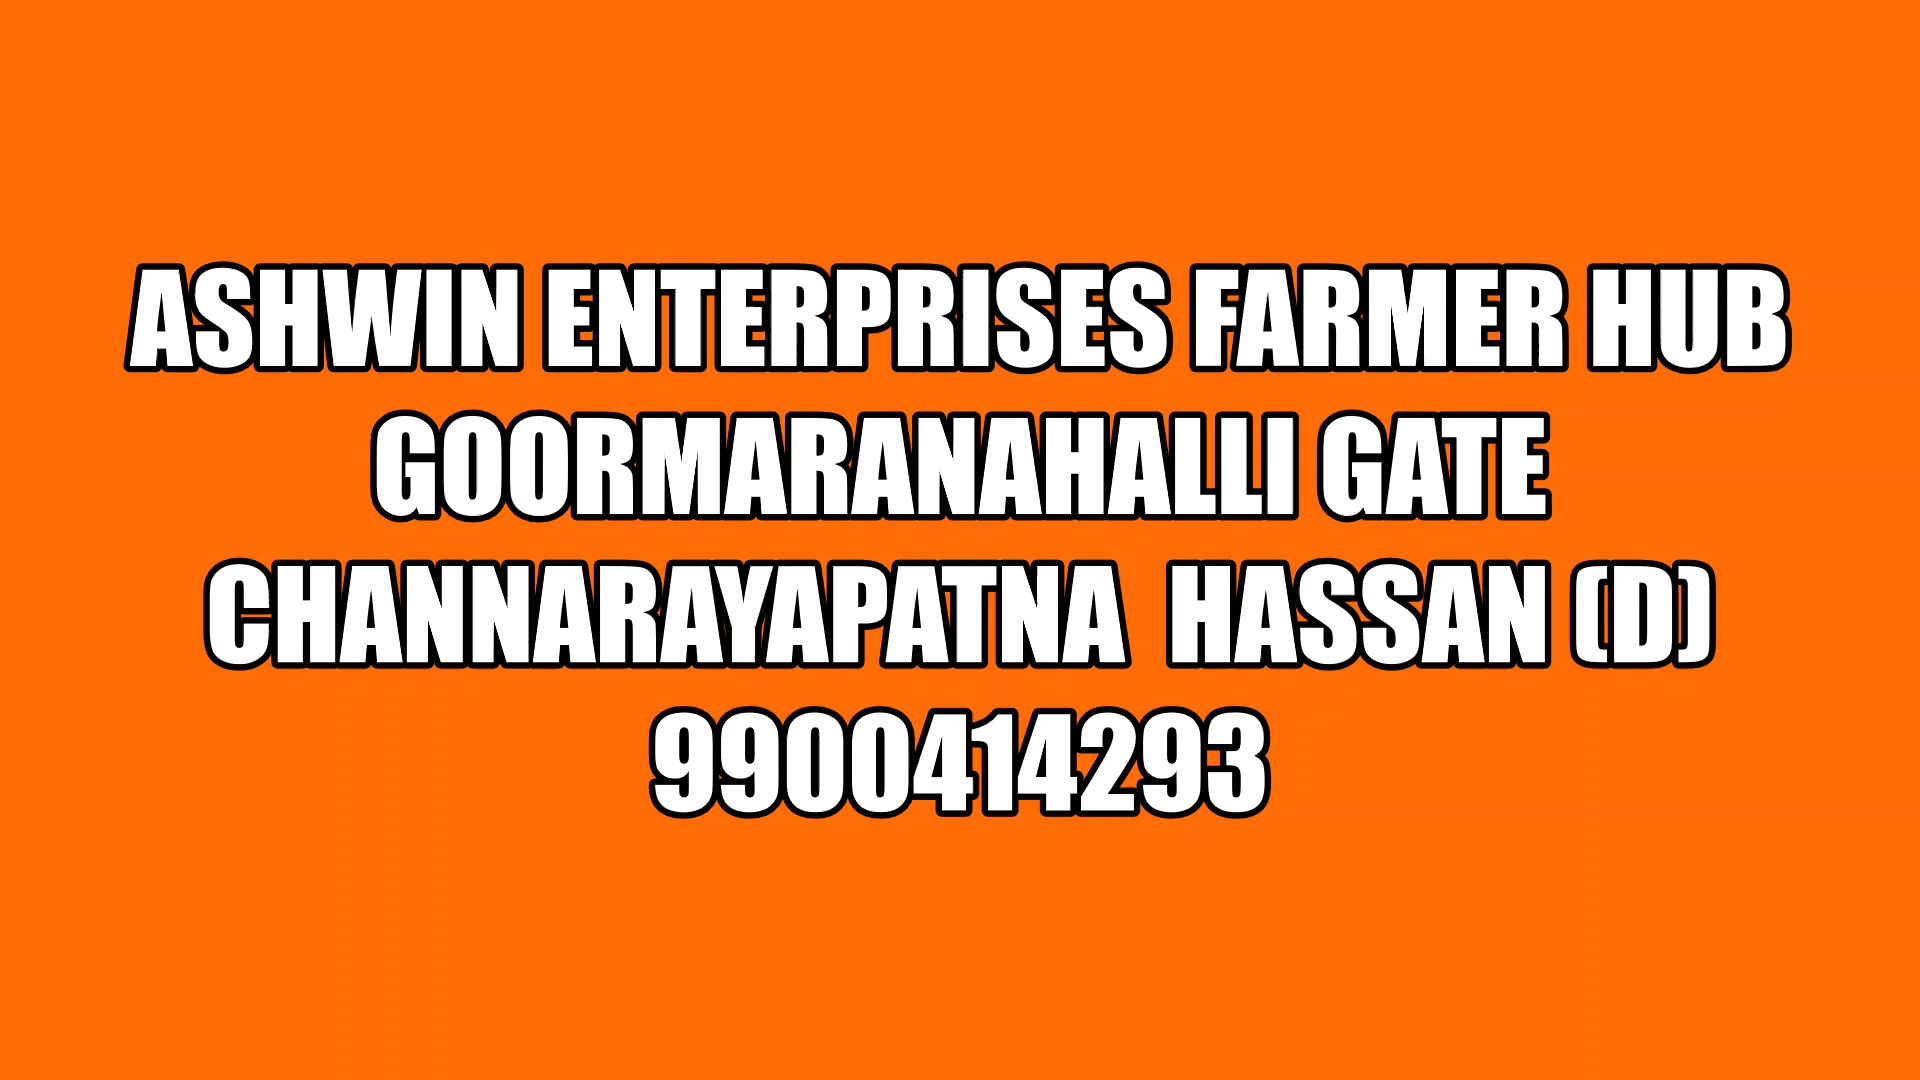 ASHWIN ENTERPRISES FARMER HUB
GOORMARANAHALLI GATE
CHANNARAYAPATNA  HASSAN (D)
9900414293